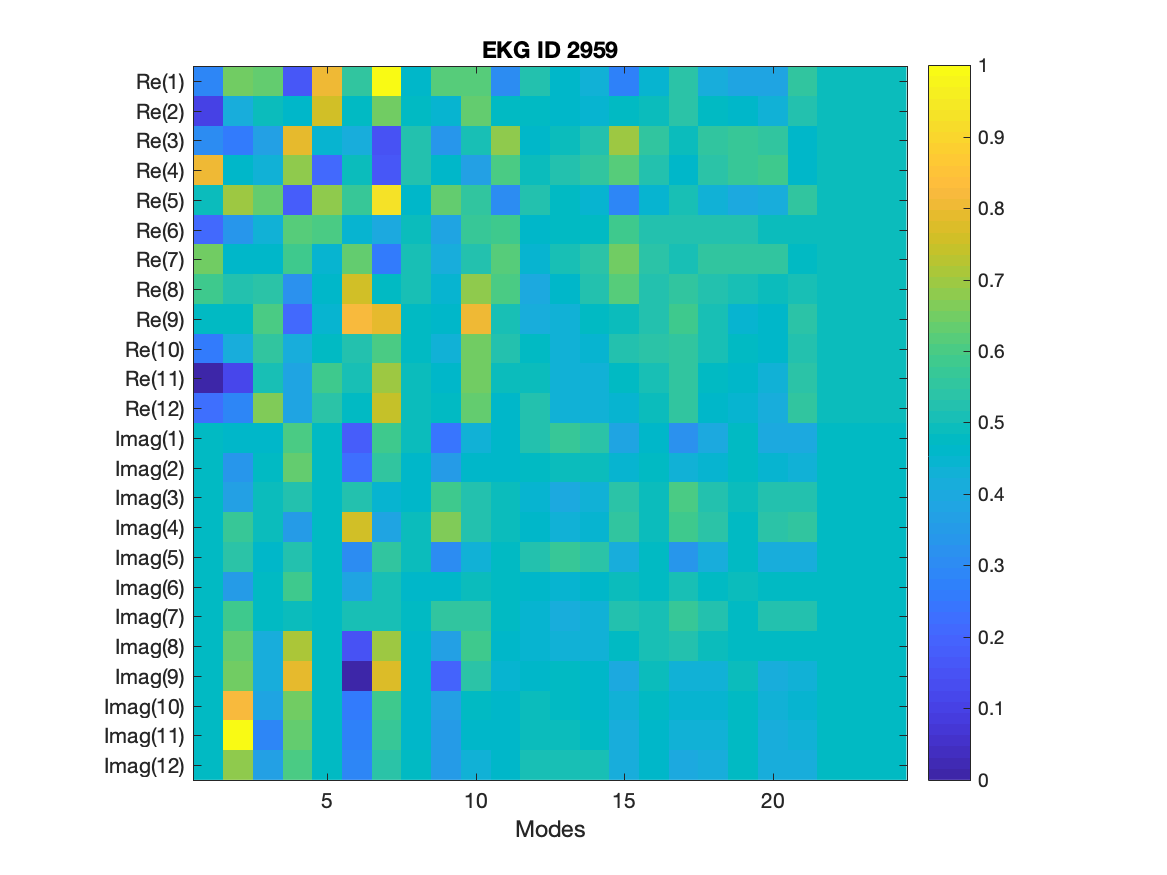 EKG ID 2959
Re(1)
Re(2)
Re(3)
Re(4)
Re(5)
Re(6)
Re(7)
Re(8)
Re(9)
Re(10)
Re(11)
Re(12)
Imag(1)
Imag(2)
Imag(3)
Imag(4)
Imag(5)
Imag(6)
Imag(7)
Imag(8)
Imag(9)
Imag(10)
Imag(11)
Imag(12)
5 10 15 20
Modes
1
0.9
0.8
0.7
0.6
0.5
0.4
0.3
0.2
0.1
0